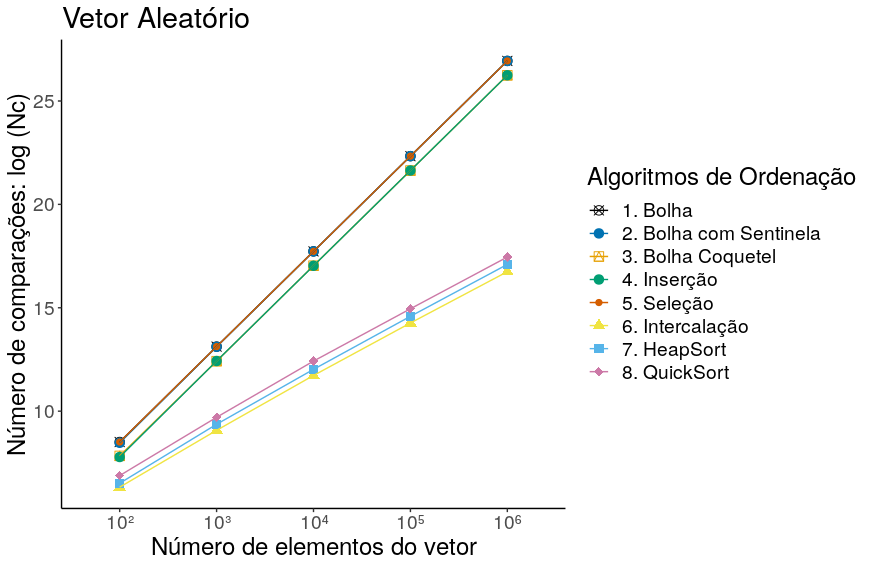 Vetor Aleatório
Número de comparações: log (Nc)
25
20
15
10
10²
10³
10⁴
10⁵
10⁶
Número de elementos do vetor
Algoritmos de Ordenação
1. Bolha
2. Bolha com Sentinela
3. Bolha Coquetel
4. Inserção
5. Seleção
6. Intercalação
7. HeapSort
8. QuickSort